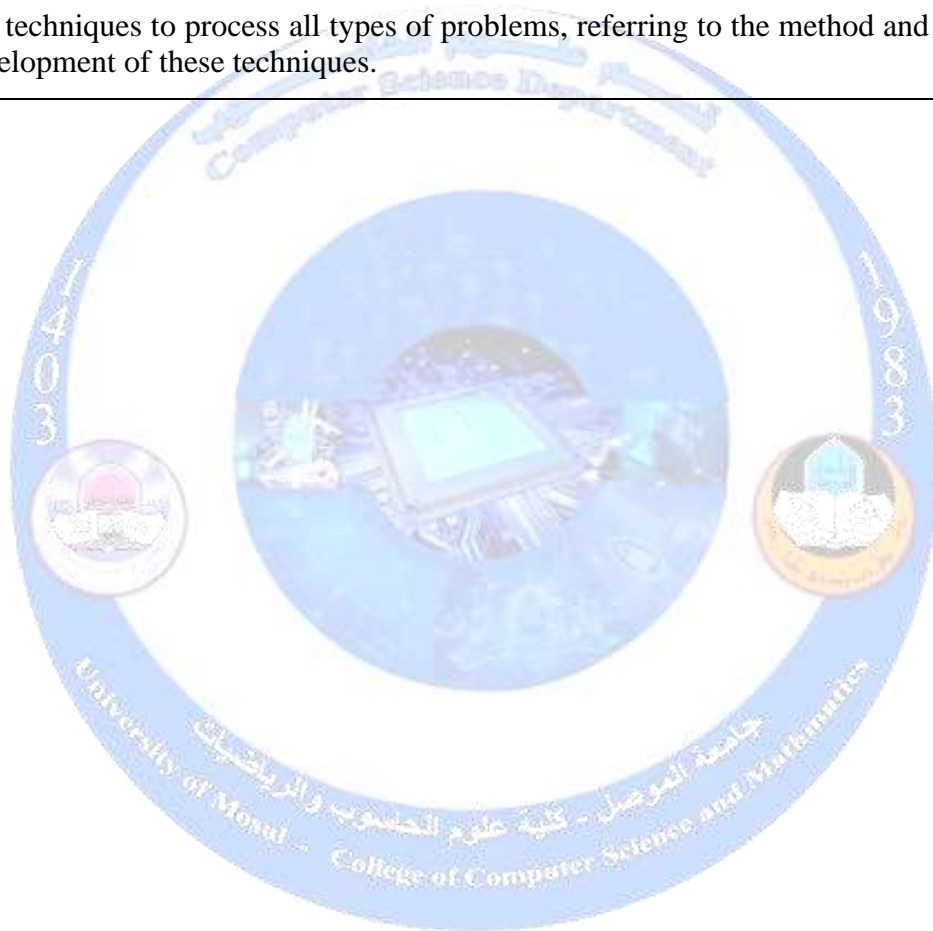 techniques to process all types of problems, referring to the method and
elopment of these techniques.
Computer Science Department
1403
1983
جامعة الموصل - كلية علوم الحاسوب والرياضيات
University of Mosul - College of Computer Science and Mathematics